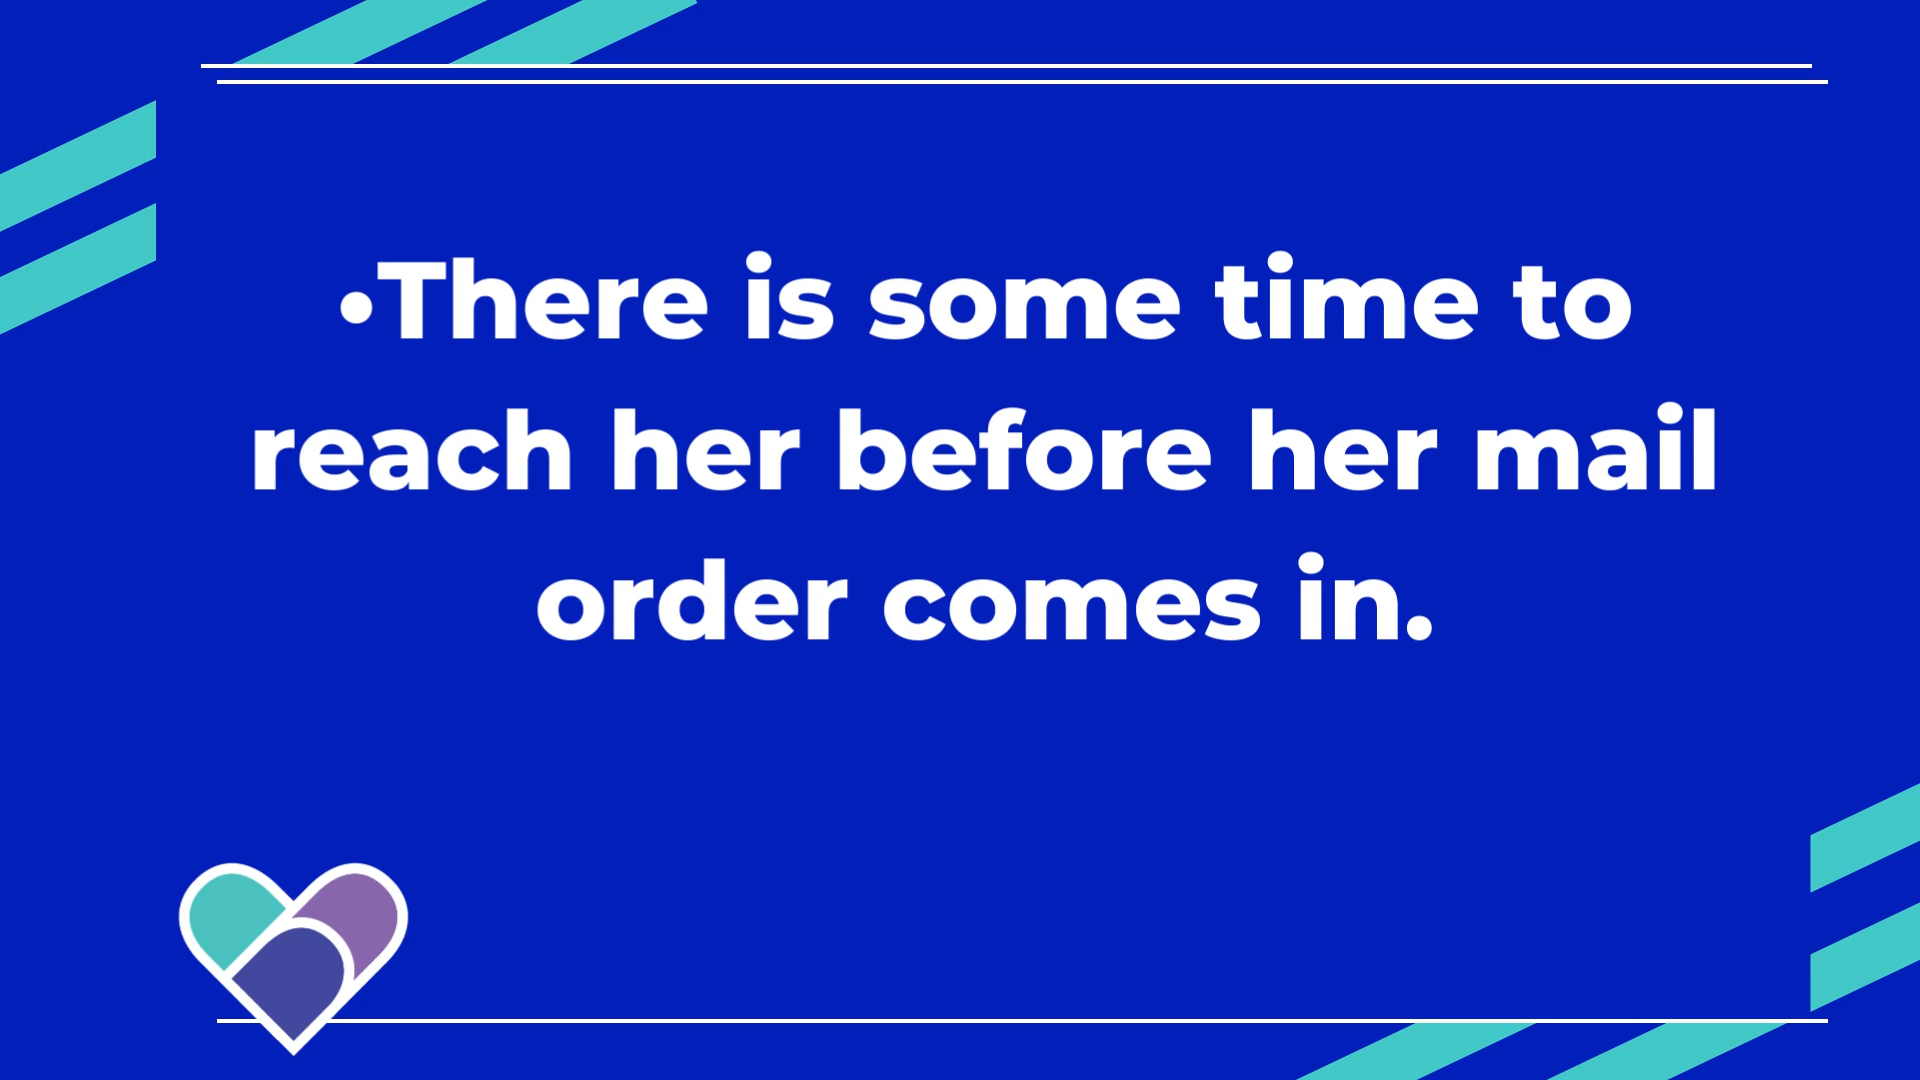 •There is some time to
reach her before her mail
order comes in.